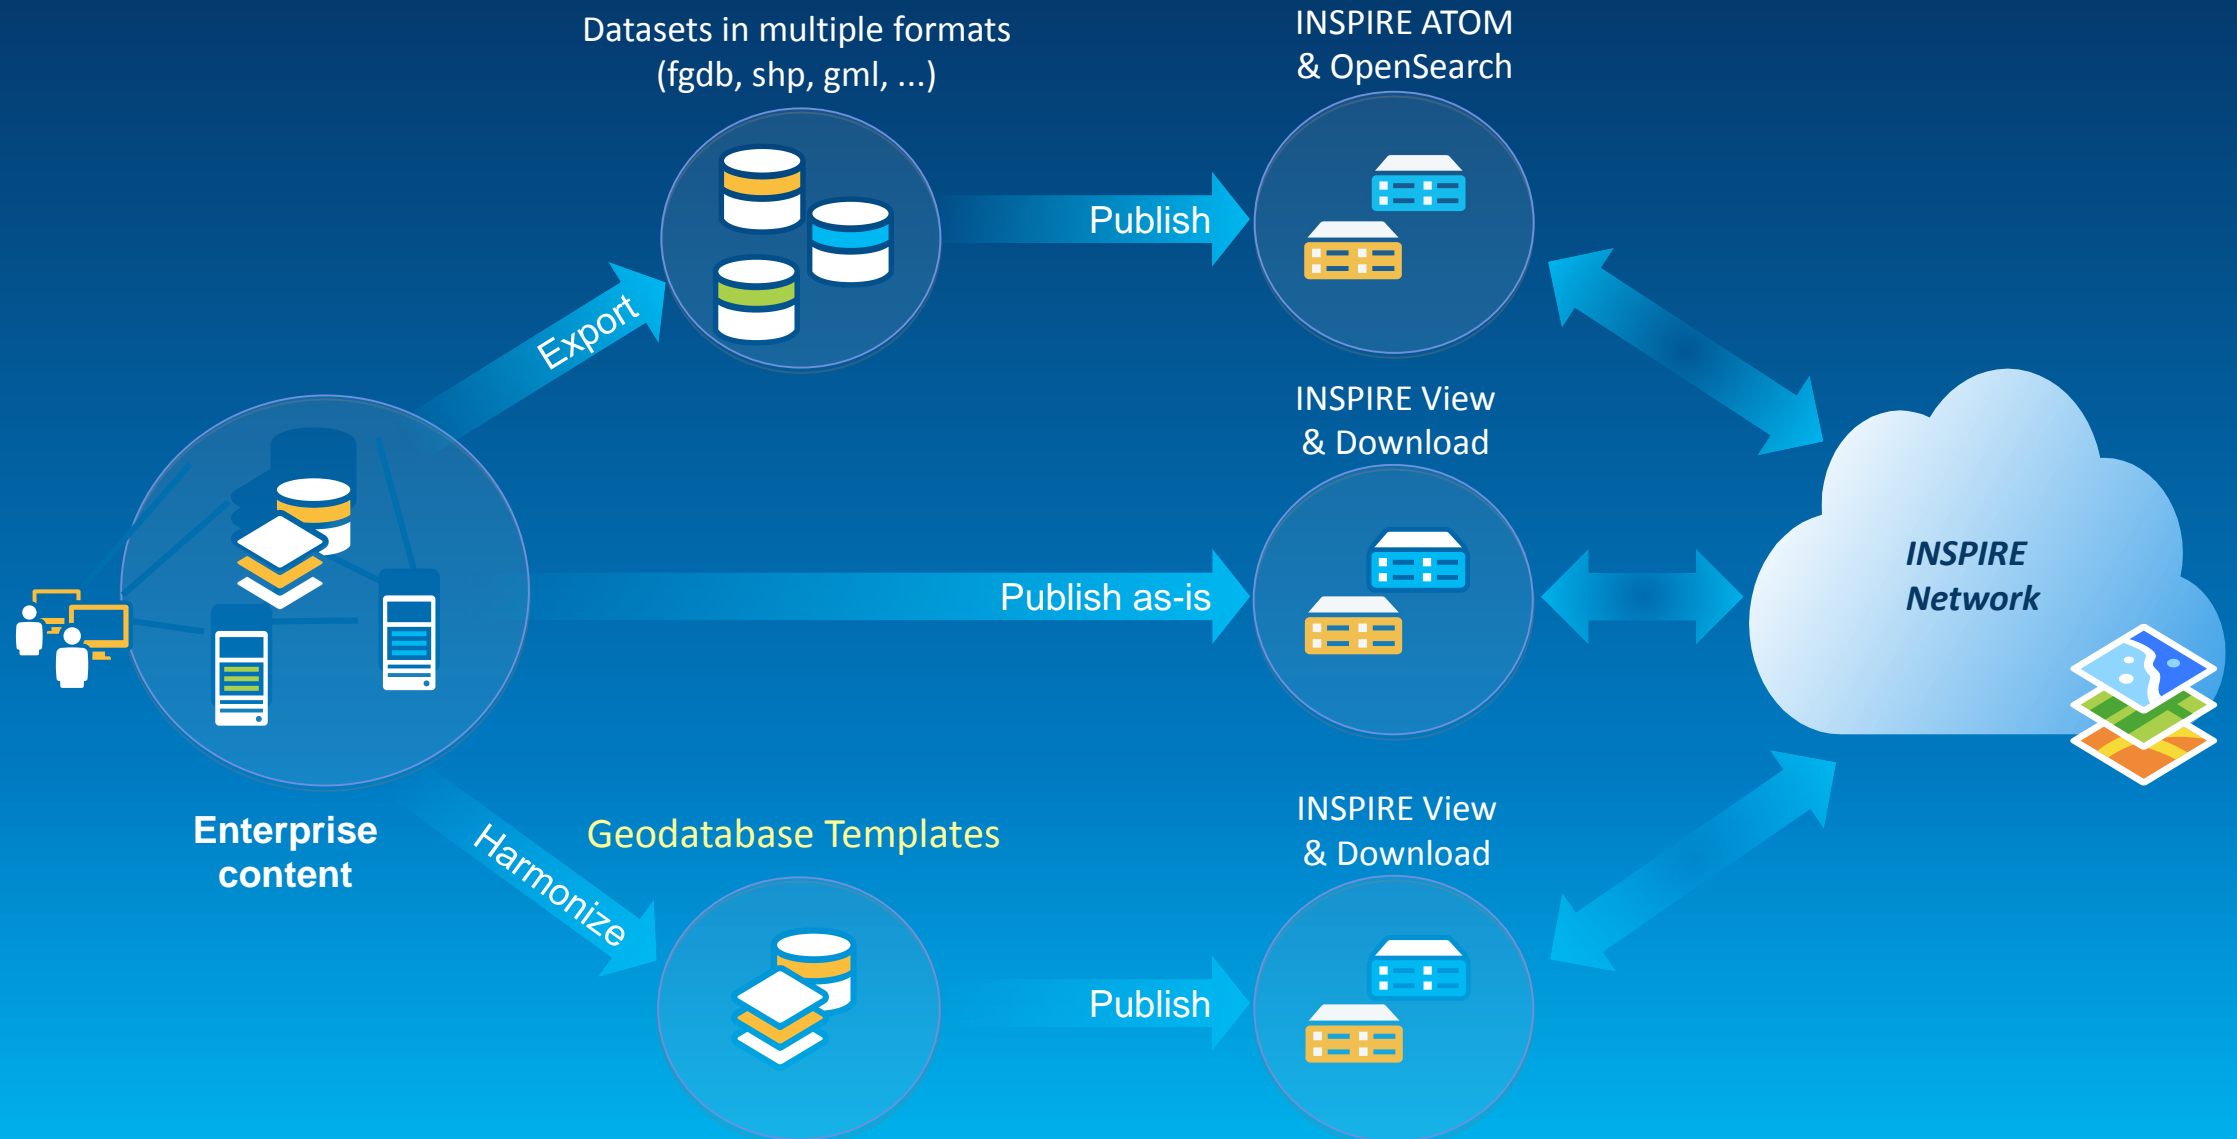 Datasets in multiple formats
(fgdb, shp, gml, ...)
INSPIRE ATOM
& OpenSearch
Publish
Export
INSPIRE View
& Download
Publish as-is
INSPIRE
Network
Enterprise
content
Harmonize
Geodatabase Templates
INSPIRE View
& Download
Publish